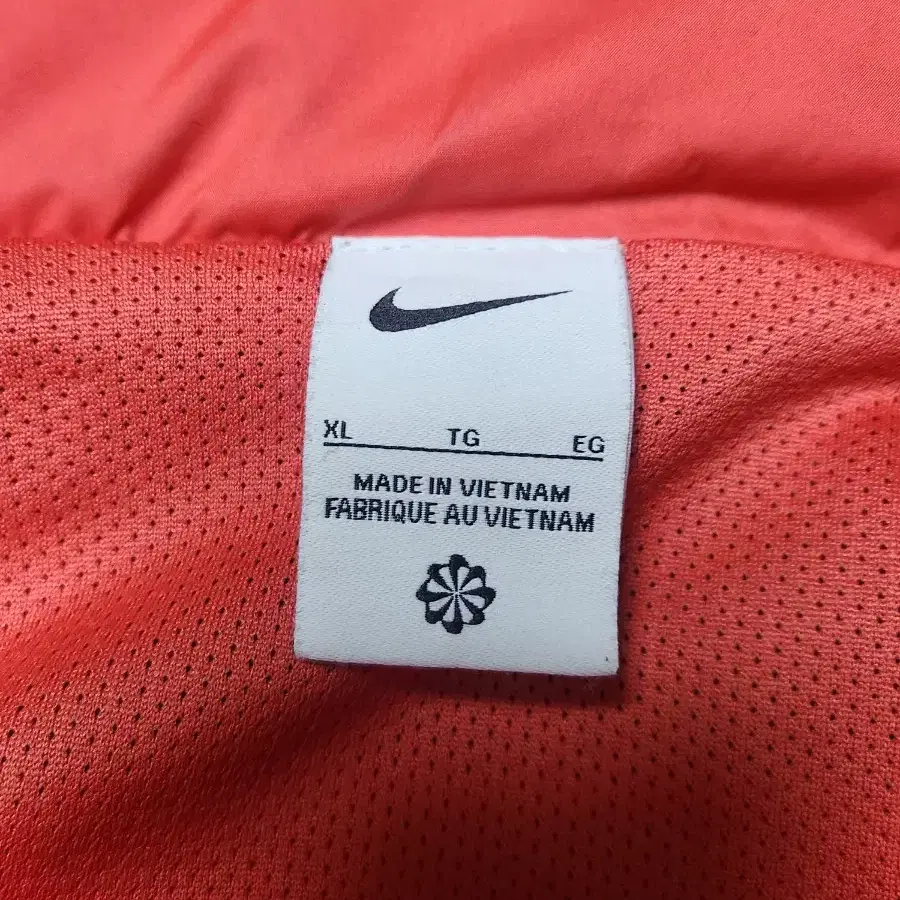 XL TG EG
MADE IN VIETNAM
FABRIQUE AU VIETNAM